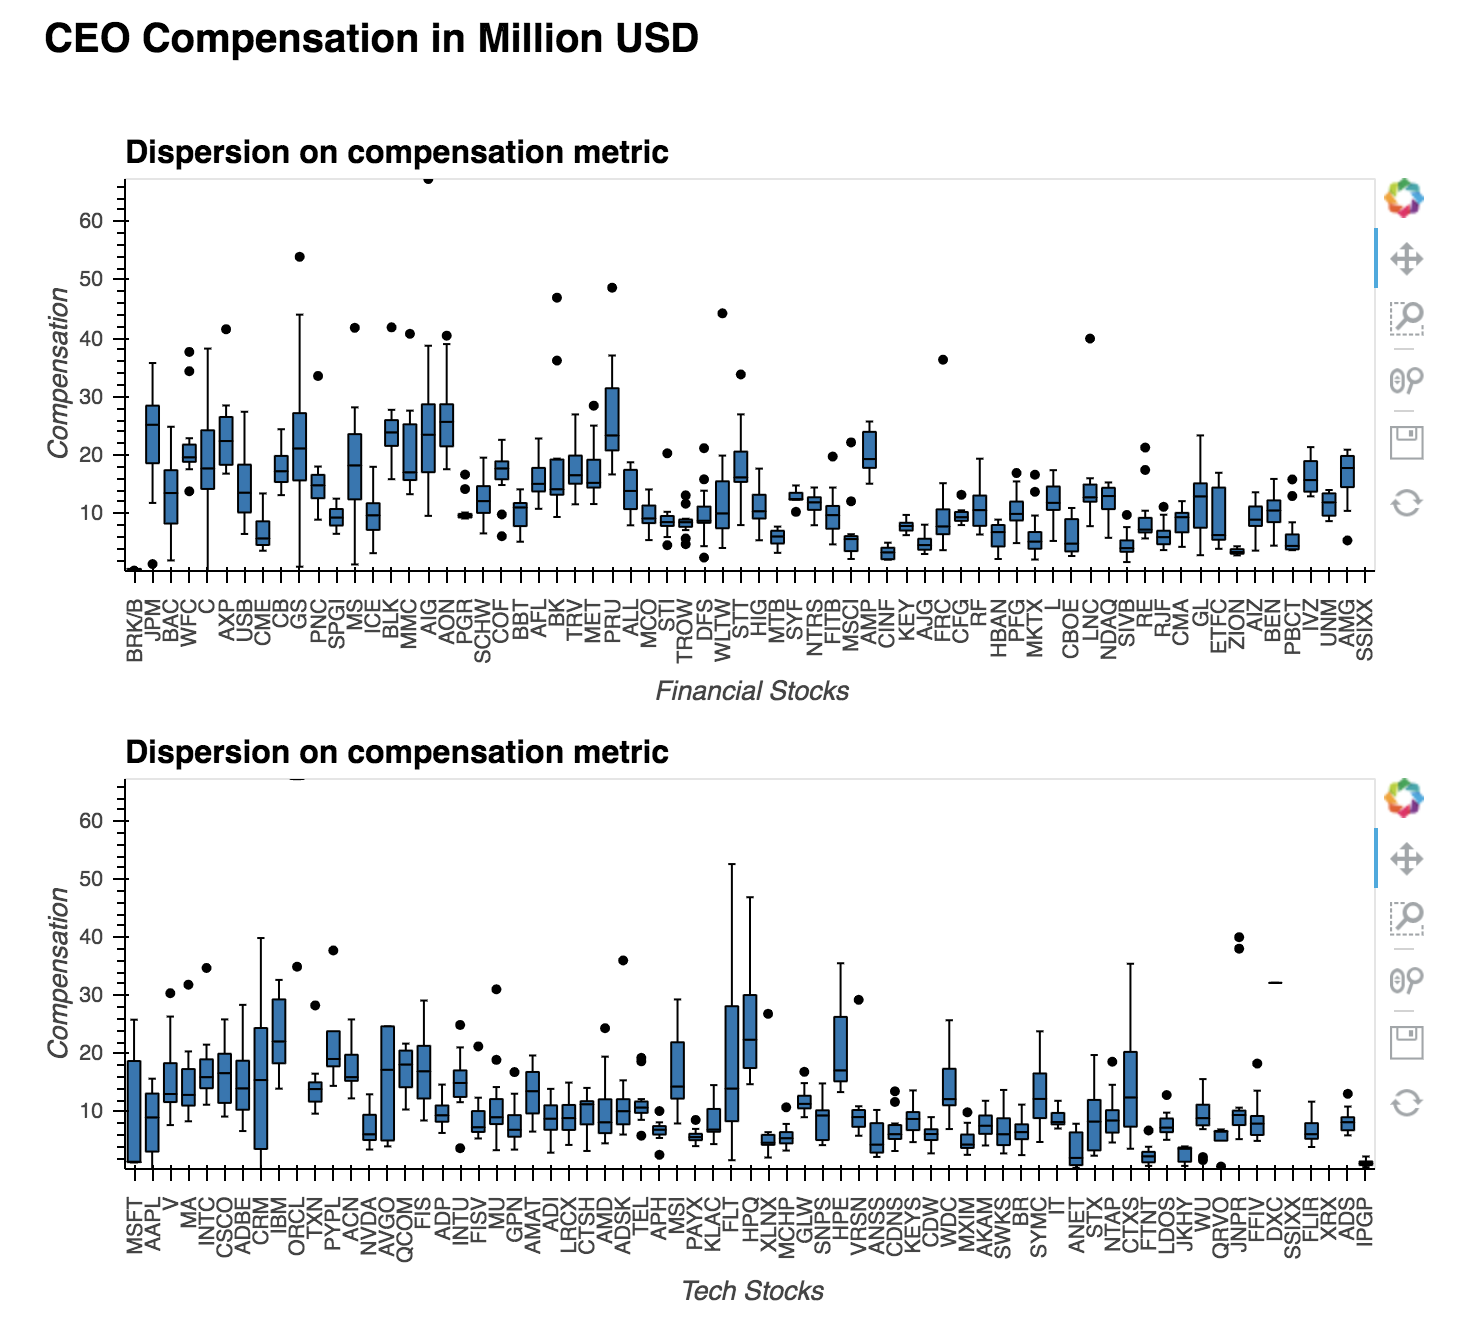 CEO Compensation in Million USD
Dispersion on compensation metric
60
50
40
30
20
10
Compensation
BRK/B JPM BAC WFC C AXP USB CME CB GS PNC SPGI MS ICE BLK MMC AIG AON PGR SCHW COF BBT AFL BK TRV MET PRU ALL MCO STI TROW DFS WLTW STT HIG MTB SYF NTRS FITB MSCI AMP CINF KEY AJG FRC CFG RF HBAN PFG MKTX L CBOE LNC NDAQ SIVB RE RJF CMA GL ETFC ZION AIZ BEN PBCT IVZ UNM AMG SSIXX
Financial Stocks
Dispersion on compensation metric
60
50
40
30
20
10
Compensation
MSFT AAPL V MA INTC CSCO ADBE CRM IBM ORCL TXN PYPL ACN NVDA AVGO QCOM FIS ADP INTU FISV MU GPN AMAT ADI LRCX CTSH AMD ADSK TEL APH MSI PAYX KLAC FLT HPQ XLNX MCHP GLW SNPS HPE VRSN ANSS CDNS KEYS CDW WDC MXIM AKAM SWKS BR SYMC IT ANET STX NTAP CTXS FTNT LDOS JKHY WU QRVO JNPR FFIV DXC SSIXX FLIR XRX ADS IPGP
Tech Stocks